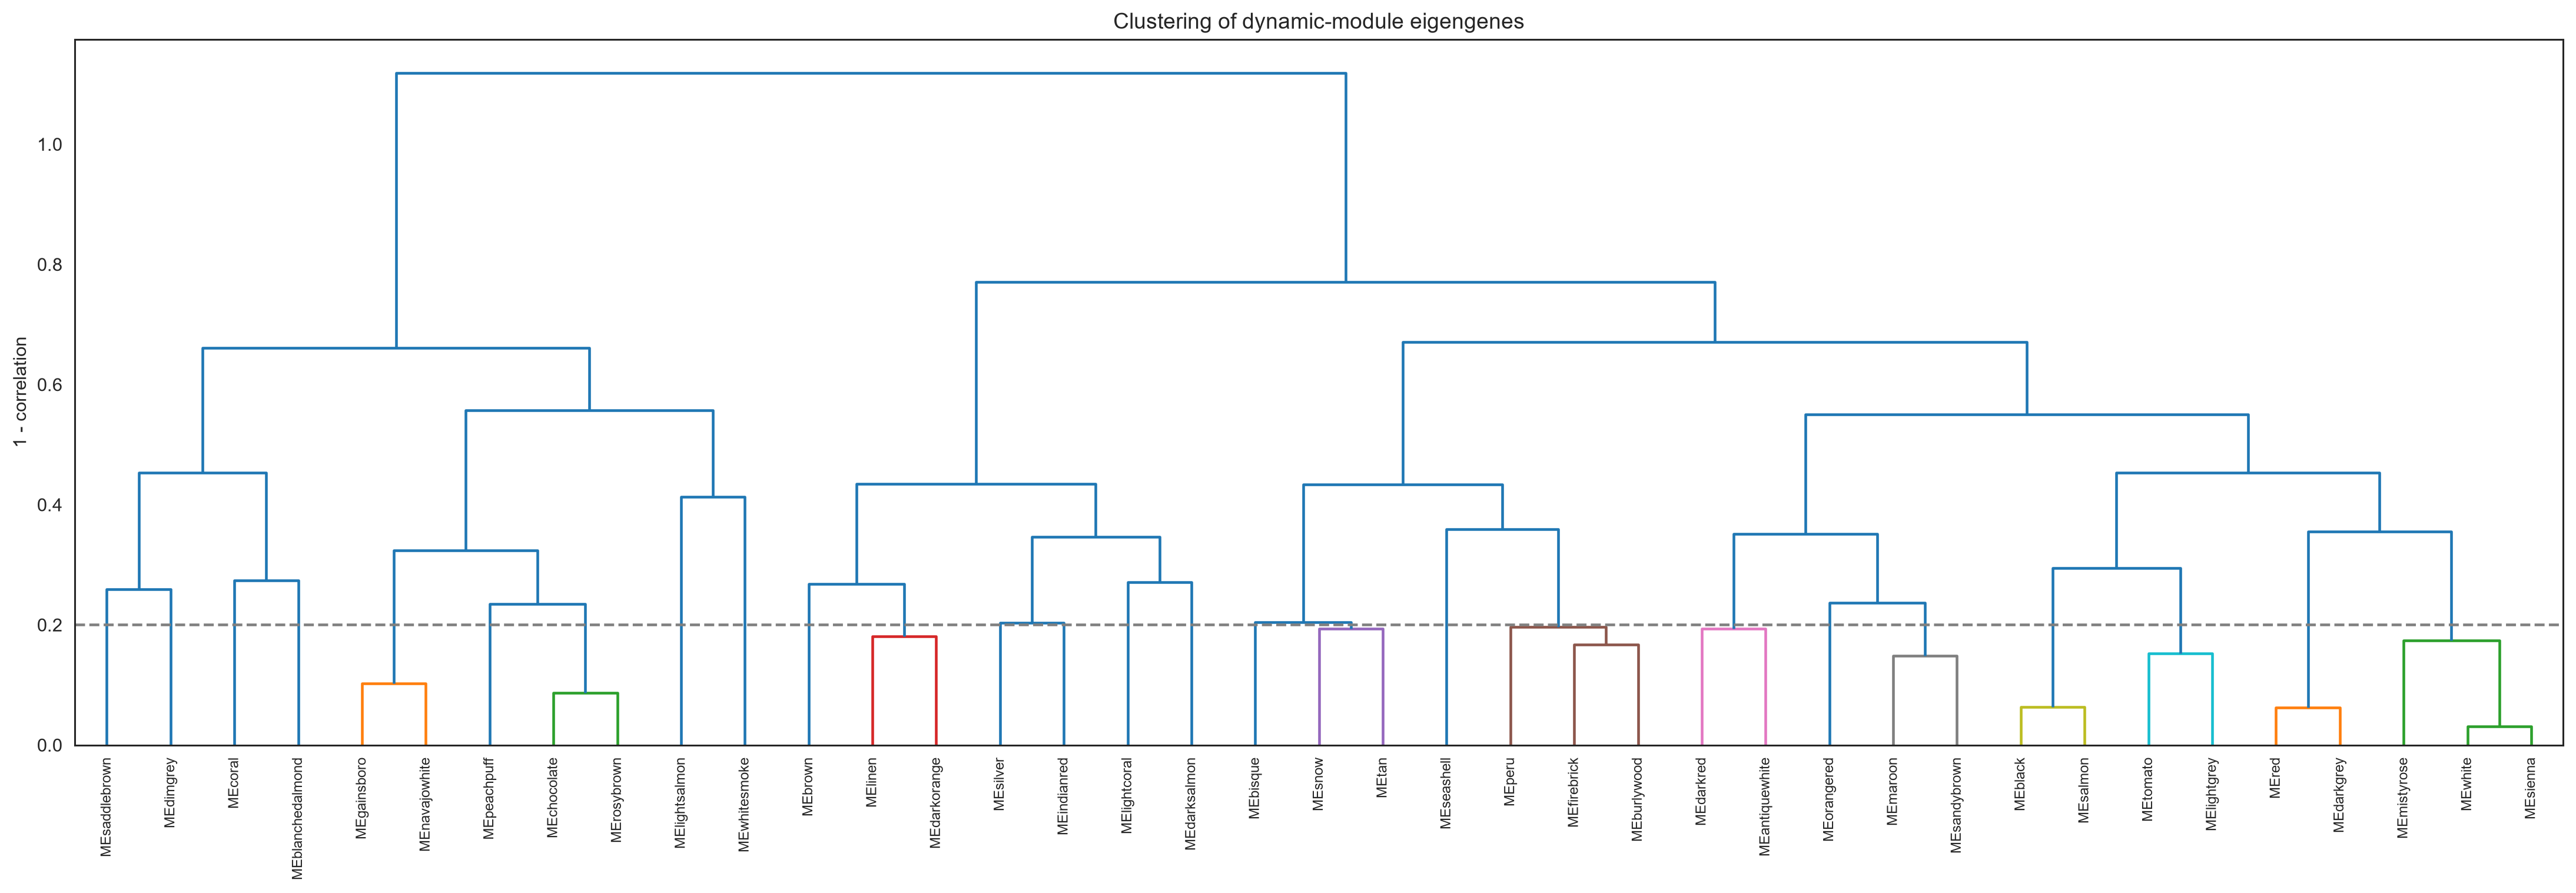 Clustering of dynamic-module eigengenes
1 - correlation
1.0
0.8
0.6
0.4
0.2
0.0
MEsaddlebrown
MEdimgrey
MEcoral
MEblanchedalmond
MEgainsboro
MEnavajowhite
MEpeachpuff
MEchocolate
MErosybrown
MElightsalmon
MEwhitesmoke
MEbrown
MElinen
MEdarkorange
MEsilver
MEindianred
MElightcoral
MEdarksalmon
MEbisque
MEsnow
MEtan
MEseashell
MEperu
MEfirebrick
MEburlywood
MEdarkred
MEantiquewhite
MEorangered
MEmaroon
MEsandybrown
MEblack
MEsalmon
MEtomato
MElightgrey
MEred
MEdarkgrey
MEmistyrose
MEwhite
MEsienna